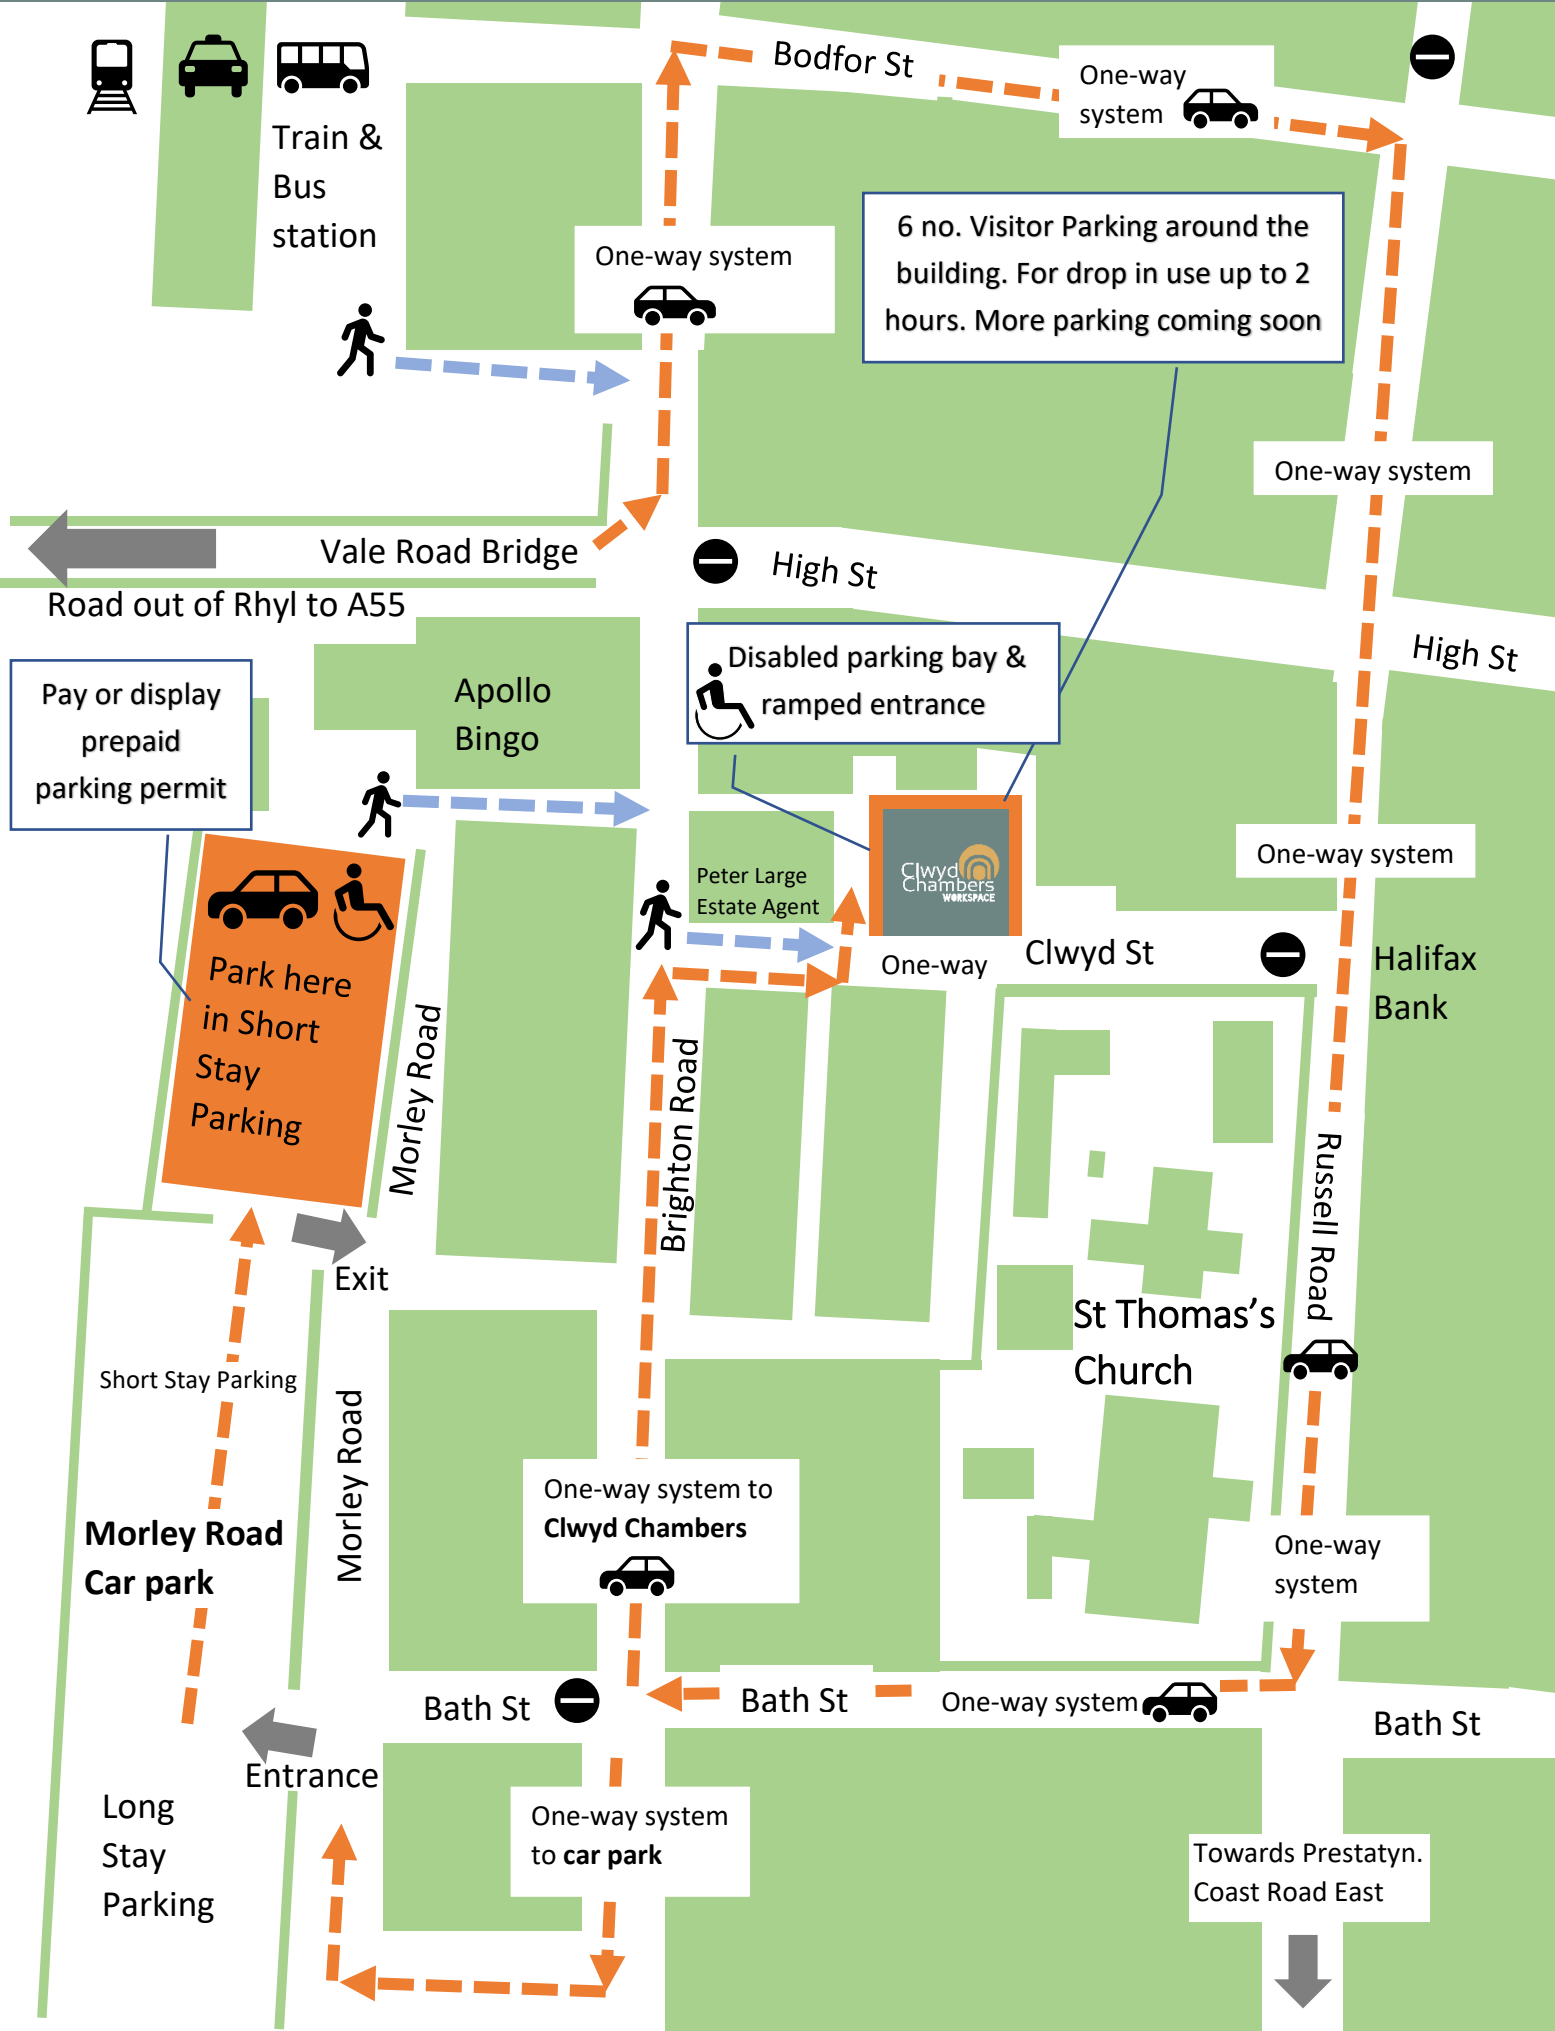 Bodfor St
One-way
system
Train &
Bus
station
6 no. Visitor Parking around the
building. For drop in use up to 2
hours. More parking coming soon
One-way system
One-way system
Vale Road Bridge
High St
Road out of Rhyl to A55
High St
Disabled parking bay &
ramped entrance
Pay or display
prepaid
parking permit
Apollo
Bingo
One-way system
Peter Large
Estate Agent
Clwyd
Chambers
WORKSPACE
One-way
Clwyd St
Halifax
Bank
Park here
in Short
Stay
Parking
Morley Road
Brighton Road
Russell Road
Exit
St Thomas's
Church
Short Stay Parking
Morley Road
One-way system to
Clwyd Chambers
Morley Road
Car park
One-way
system
Bath St
Bath St
One-way system
Bath St
Entrance
Long
Stay
Parking
One-way system
to car park
Towards Prestatyn.
Coast Road East